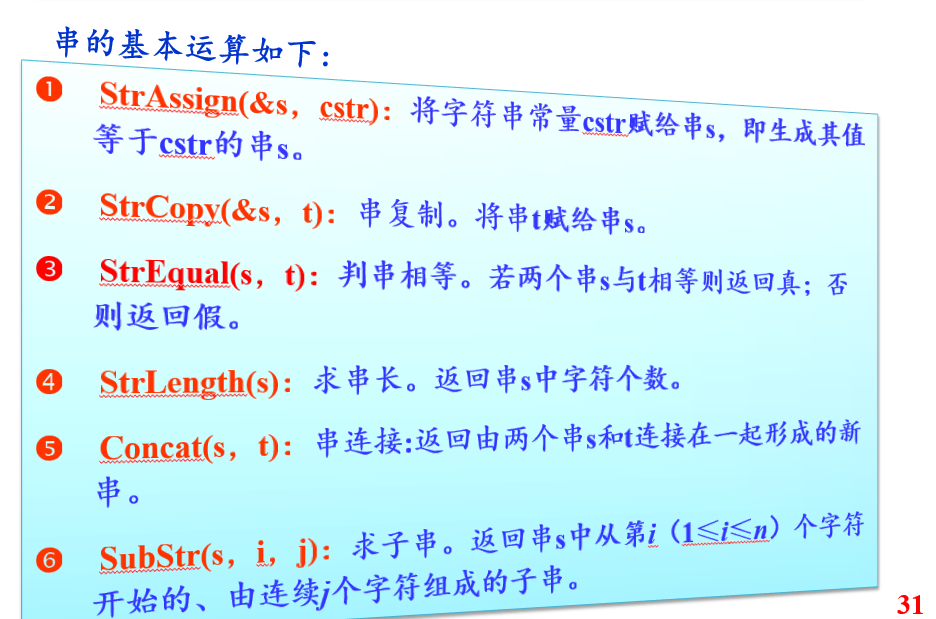 串的基本运算如下：
❶ StrAssign(&s，cstr)：将字符串常量cstr赋给串s，即生成其值
等于cstr的串s。
❷ StrCopy(&s，t)：串复制。将串t赋给串s。
❸ StrEqual(s，t)：判串相等。若两个串s与t相等则返回真；否
则返回假。
❹ StrLength(s)：求串长。返回串s中字符个数。
❺ Concat(s，t)：串连接:返回由两个串s和t连接在一起形成的新
串。
❻ SubStr(s，i，j)：求子串。返回串s中从第i（1≤i≤n）个字符
开始的、由连续j个字符组成的子串。
31